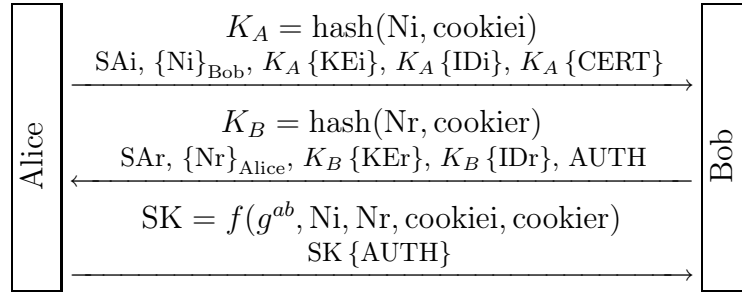 Alice
K_A = hash(Ni, cookiei)
SAi, {Ni}_Bob, K_A {KEi}, K_A {IDi}, K_A {CERT}
K_B = hash(Nr, cookier)
SAr, {Nr}_Alice, K_B {KEr}, K_B {IDr}, AUTH
SK = f(g^{ab}, Ni, Nr, cookiei, cookier)
SK {AUTH}
Bob